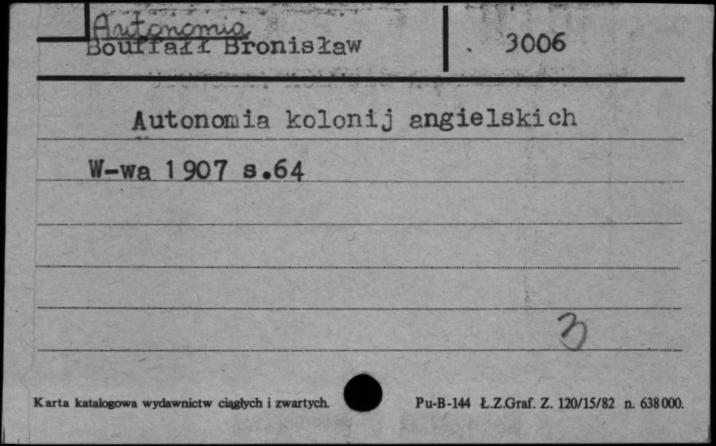 Autonomia
Bouffałł Bronisław 3006
Autonomia kolonij angielskich
W-wa 1907 s.64
3
Karta katalogowa wydawnictw ciągłych i zwartych. Pu-B-144 Ł.Z.Graf. Z. 120/15/82 n. 638000.